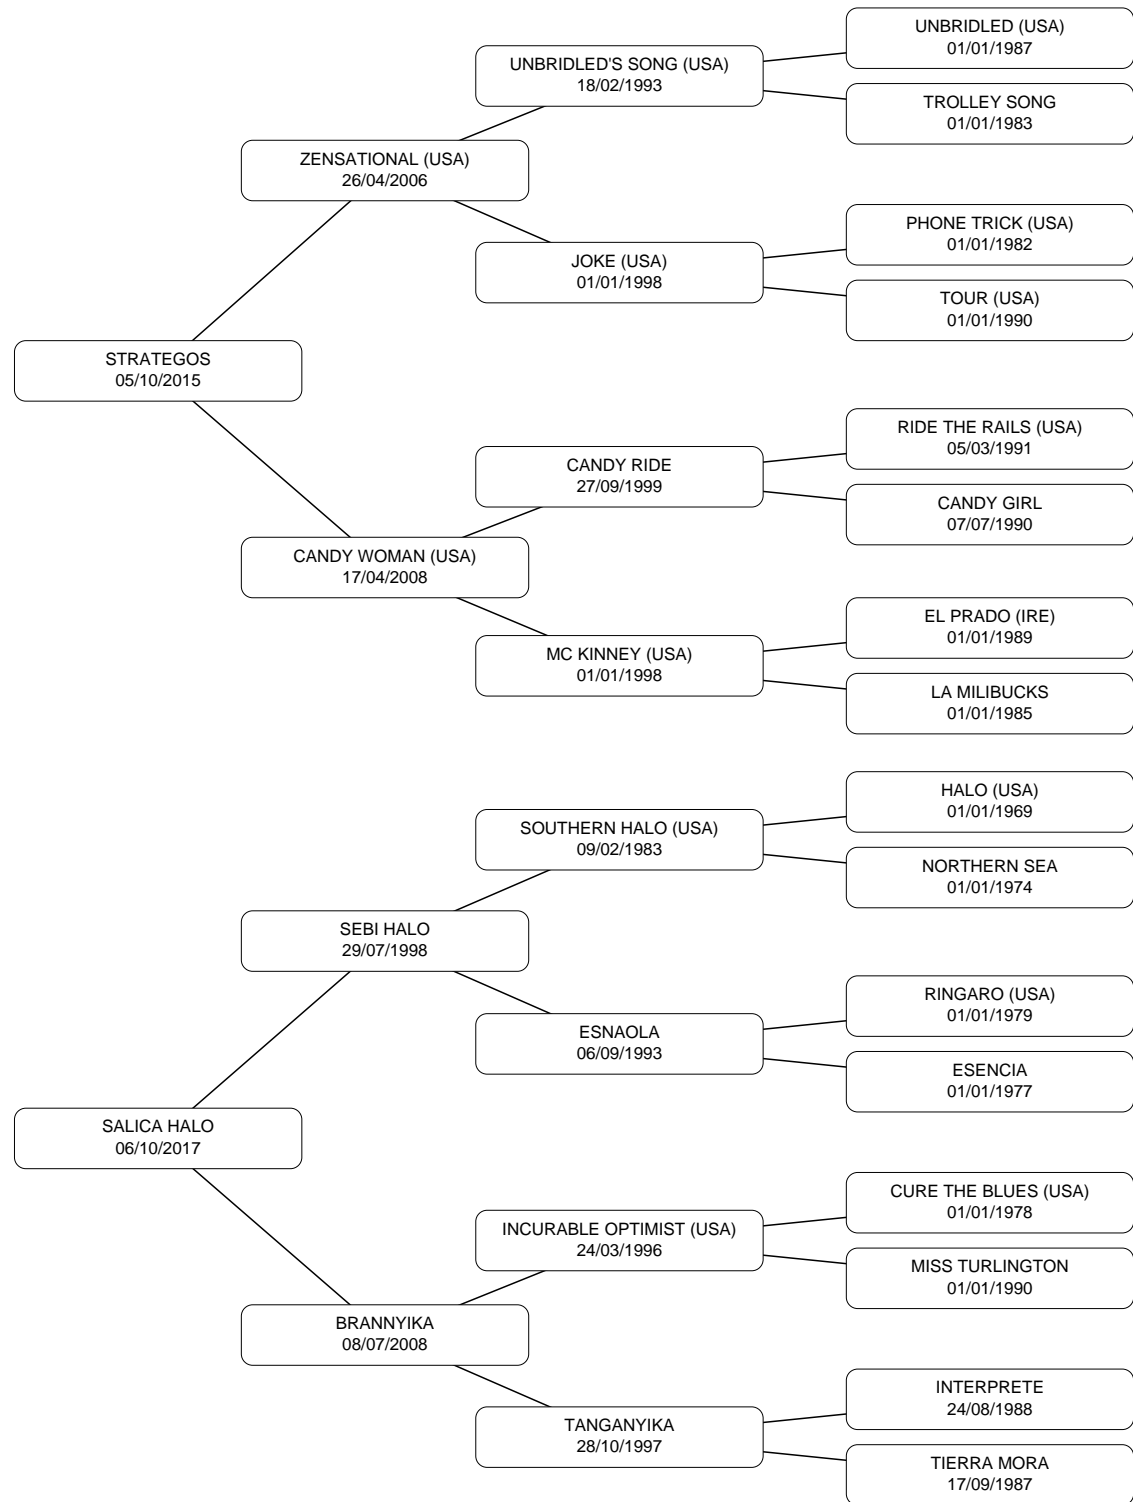 UNBRIDLED (USA)
01/01/1987
UNBRIDLED'S SONG (USA)
18/02/1993
TROLLEY SONG
01/01/1983
ZENSATIONAL (USA)
26/04/2006
PHONE TRICK (USA)
01/01/1982
JOKE (USA)
01/01/1998
TOUR (USA)
01/01/1990
STRATEGOS
05/10/2015
RIDE THE RAILS (USA)
05/03/1991
CANDY RIDE
27/09/1999
CANDY GIRL
07/07/1990
CANDY WOMAN (USA)
17/04/2008
EL PRADO (IRE)
01/01/1989
MC KINNEY (USA)
01/01/1998
LA MILIBUCKS
01/01/1985
HALO (USA)
01/01/1969
SOUTHERN HALO (USA)
09/02/1983
NORTHERN SEA
01/01/1974
SEBI HALO
29/07/1998
RINGARO (USA)
01/01/1979
ESNAOLA
06/09/1993
ESENCIA
01/01/1977
SALICA HALO
06/10/2017
CURE THE BLUES (USA)
01/01/1978
INCURABLE OPTIMIST (USA)
24/03/1996
MISS TURLINGTON
01/01/1990
BRANNYIKA
08/07/2008
INTERPRETE
24/08/1988
TANGANYIKA
28/10/1997
TIERRA MORA
17/09/1987